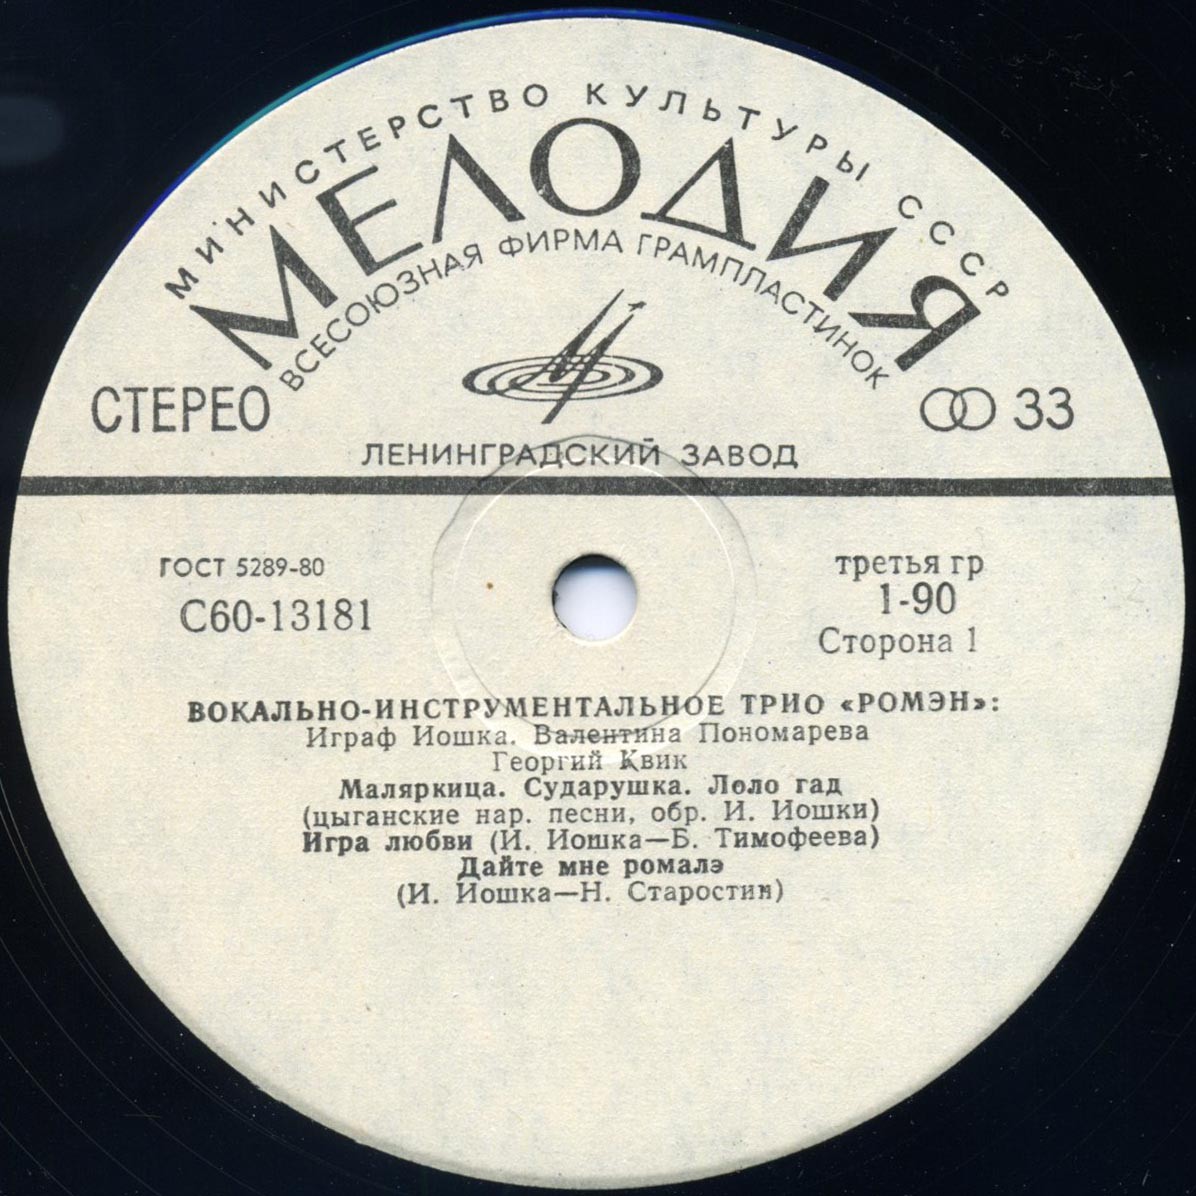 МИНИСТЕРСТВО КУЛЬТУРЫ СССР
МЕЛОДИЯ
ВСЕСОЮЗНАЯ ФИРМА ГРАМПЛАСТИНОК
СТЕРЕО
33
ЛЕНИНГРАДСКИЙ ЗАВОД
ГОСТ 5289-80
третья гр
С60-13181
1-90
Сторона 1
ВОКАЛЬНО-ИНСТРУМЕНТАЛЬНОЕ ТРИО «РОМЭН»:
Играф Иошка. Валентина Пономарева
Георгий Квик
Маляркица. Сударушка. Лоло гад
(цыганские нар. песни, обр. И. Иошки)
Игра любви (И. Иошка—Б. Тимофеева)
Дайте мне ромалэ
(И. Иошка—Н. Старостин)